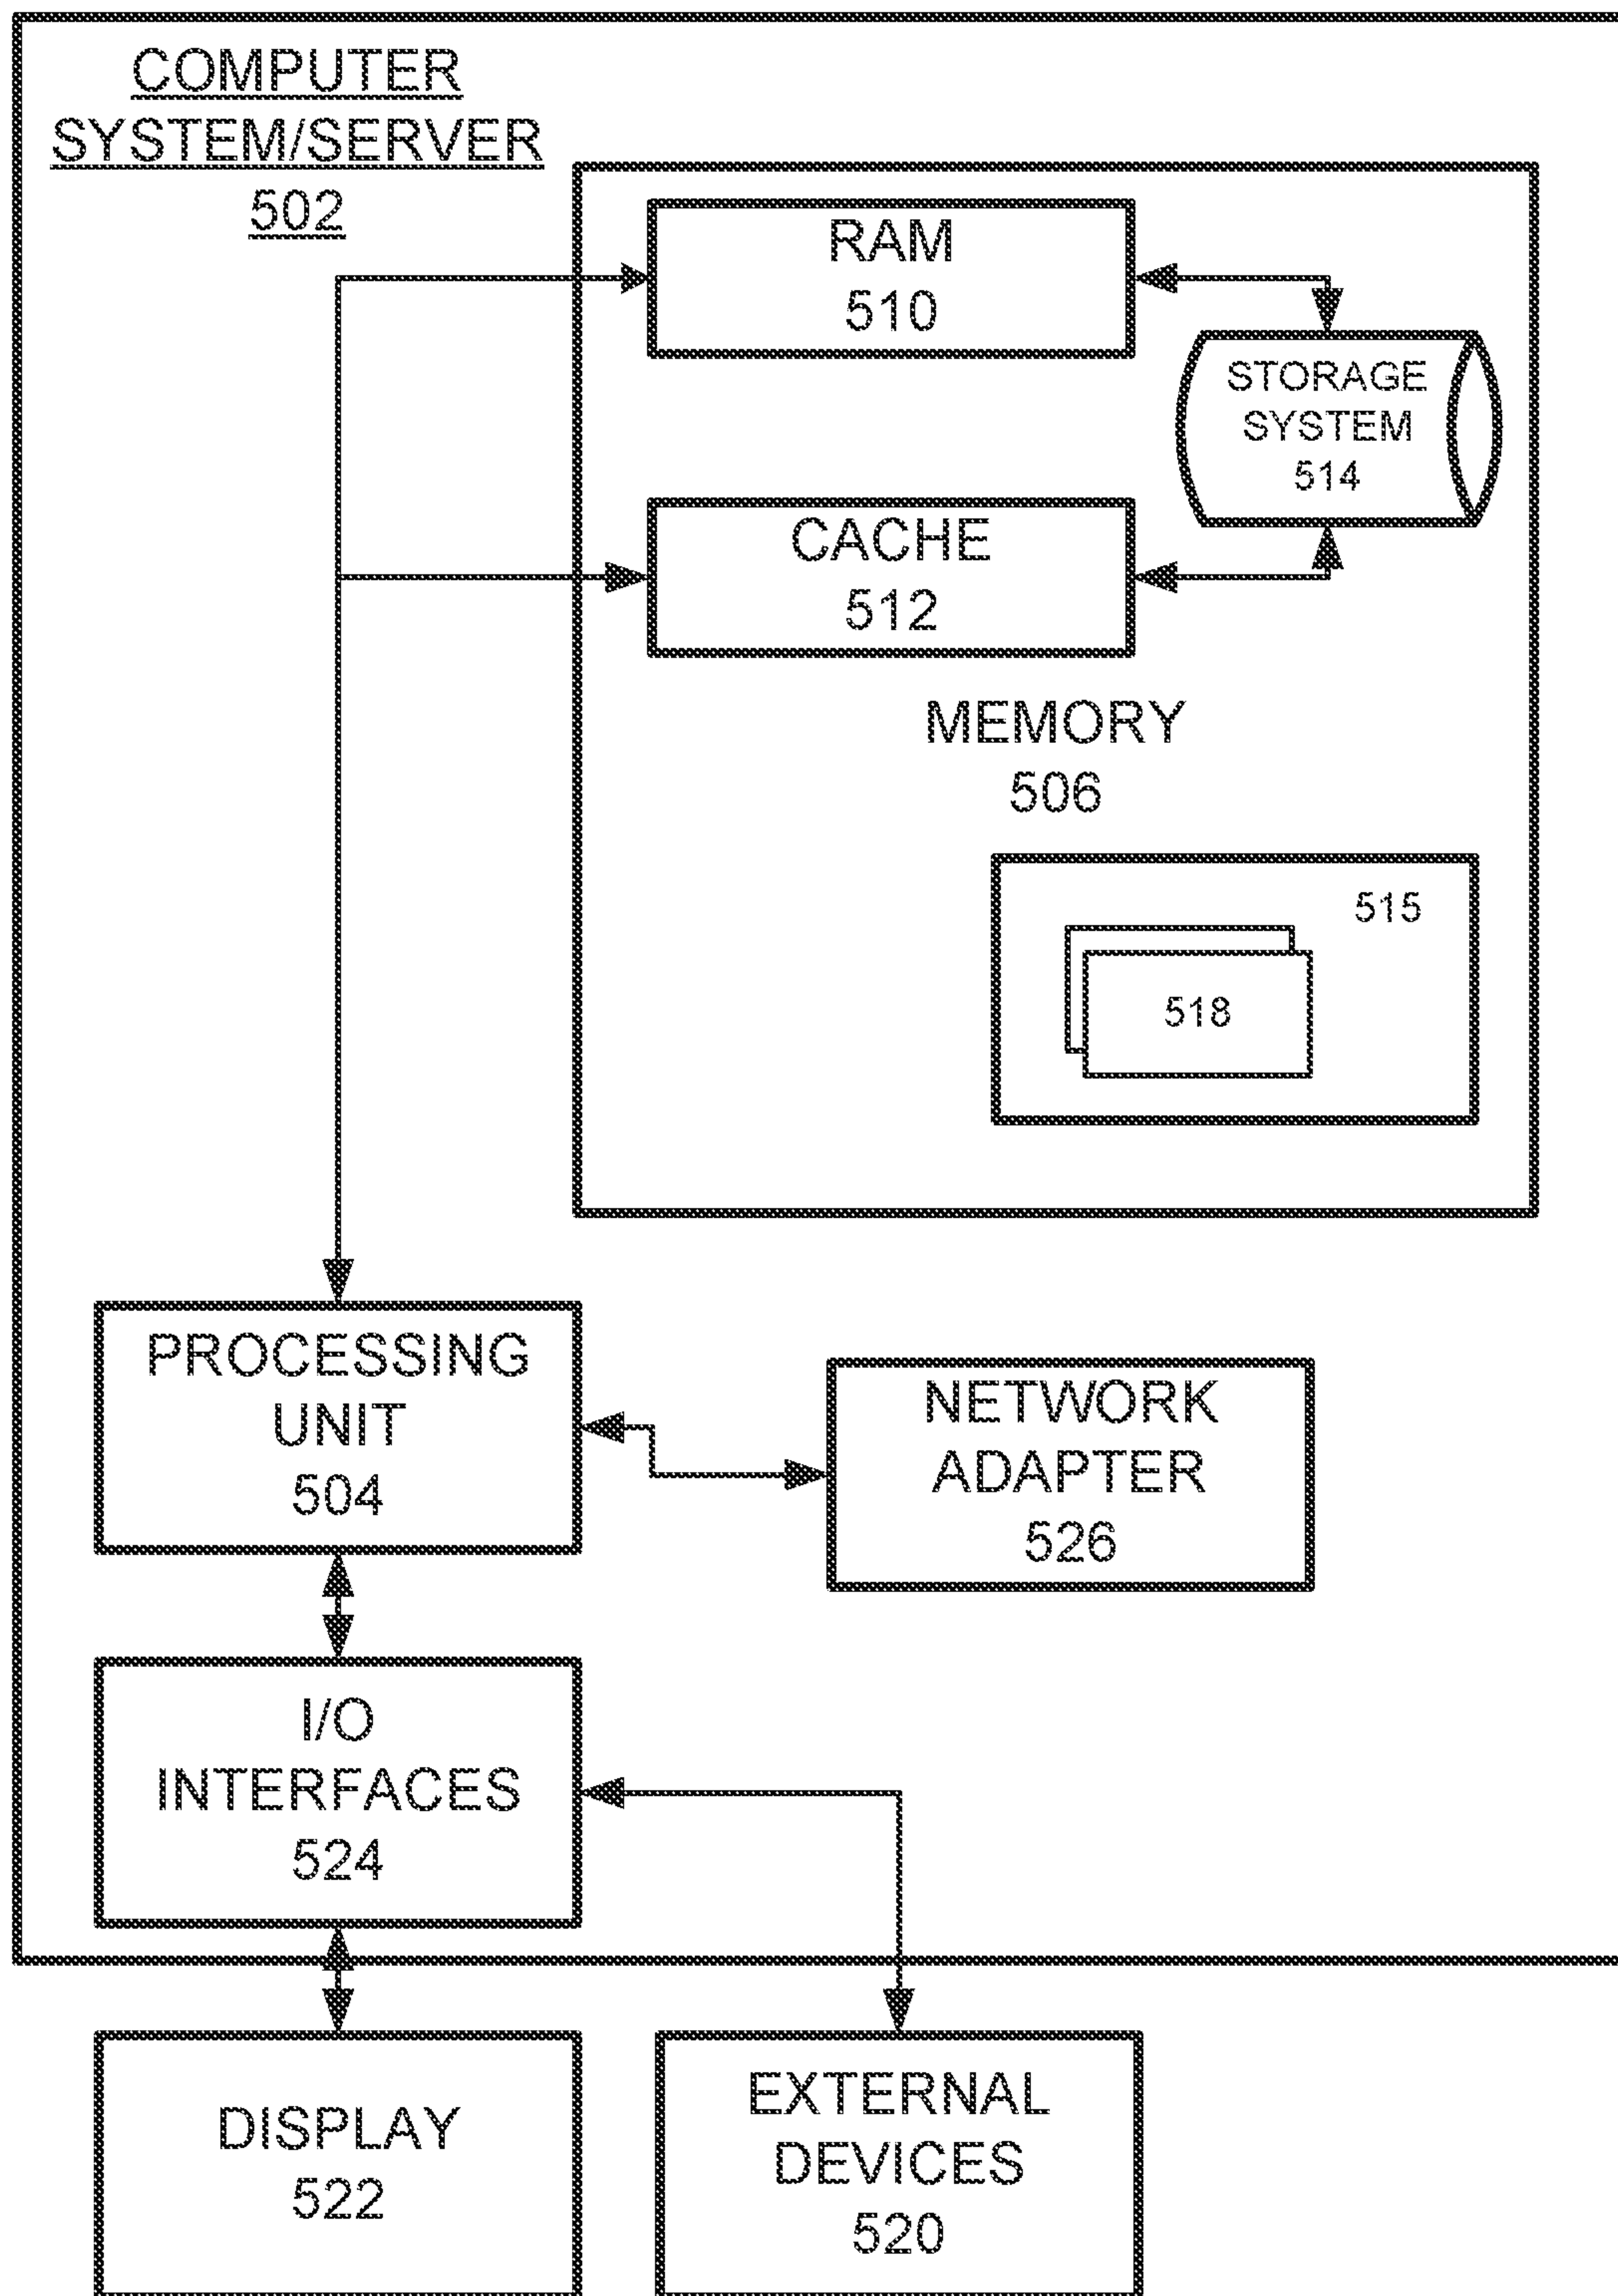 COMPUTER
SYSTEM/SERVER
502
RAM
510
STORAGE
SYSTEM
514
CACHE
512
MEMORY
506
515
518
PROCESSING
UNIT
504
NETWORK
ADAPTER
526
I/O
INTERFACES
524
DISPLAY
522
EXTERNAL
DEVICES
520